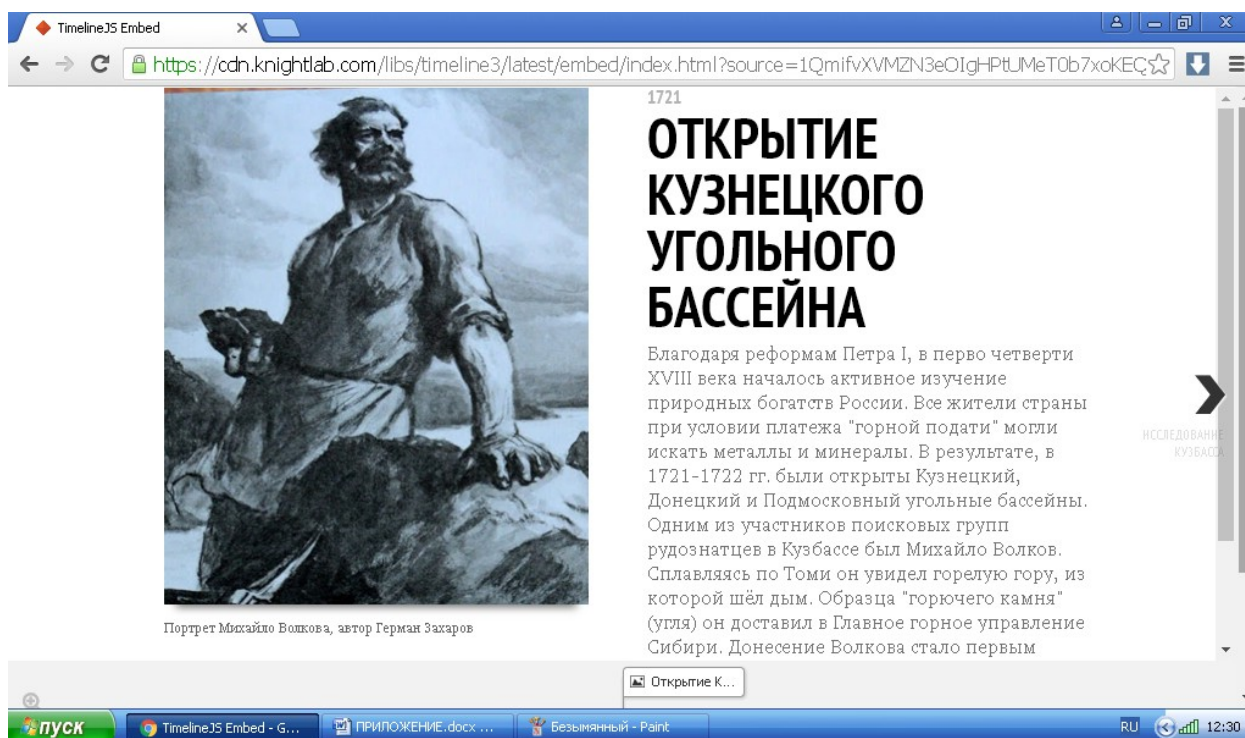 TimelineJS Embed
https://cdn.knightlab.com/libs/timeline3/latest/embed/index.html?source=1QmifvXVMZN3eOIgHPtUMeT0b7xoKEÇ
1721
ОТКРЫТИЕ
КУЗНЕЦКОГО
УГОЛЬНОГО
БАССЕЙНА
Благодаря реформам Петра I, в перво четверти
XVIII века началось активное изучение
природных богатств России. Все жители страны
при условии платежа "горной подати" могли
искать металлы и минералы. В результате, в
1721-1722 гг. были открыты Кузнецкий,
Донецкий и Подмосковный угольные бассейны.
Одним из участников поисковых групп
рудознатцев в Кузбассе был Михайло Волков.
Сплавляясь по Томи он увидел горелую гору, из
которой шёл дым. Образца "горючего камня"
(угля) он доставил в Главное горное управление
Сибири. Донесение Волкова стало первым
ИССЛЕДОВАНИЕ
КУЗБАССА
Портрет Михайло Волкова, автор Герман Захаров
Открытие К...
пуск
TimelineJS Embed - G...
ПРИЛОЖЕНИЕ.docx ...
Безымянный - Paint
RU
12:30